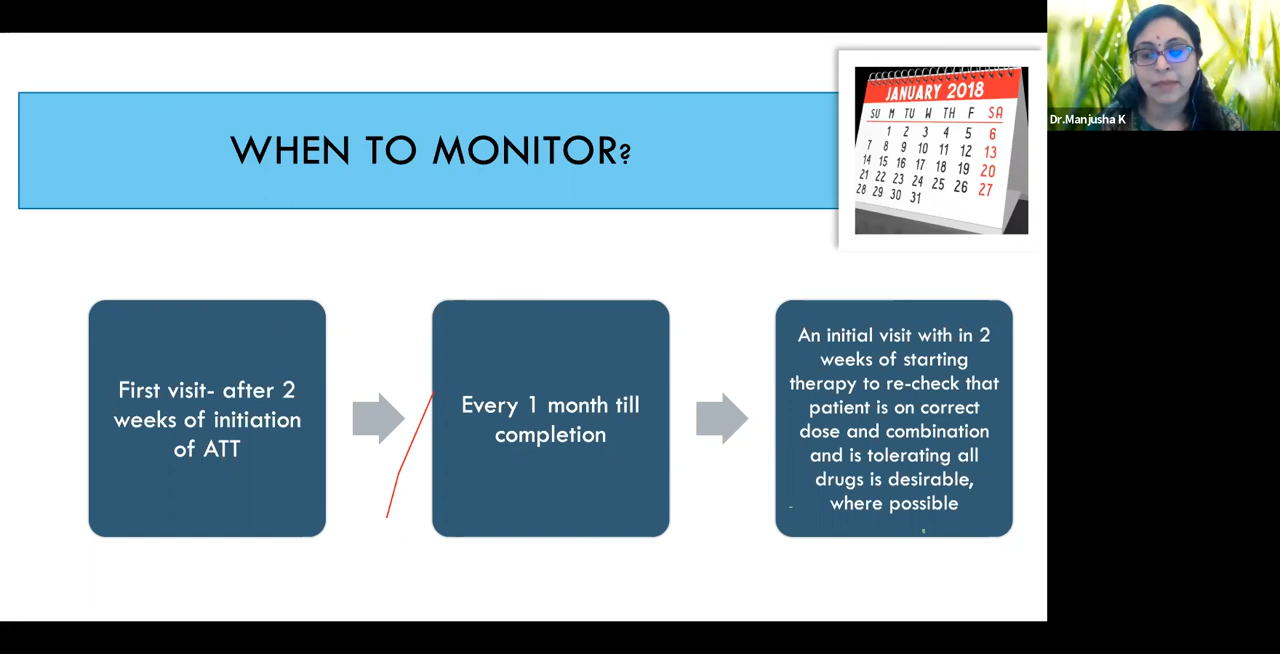 Dr.Manjusha K
WHEN TO MONITOR?
JANUARY 2018
SU M TU W TH F SA
1 2 3 4 5 6
7 8 9 10 11 12 13
14 15 16 17 18 19 20
21 22 23 24 25 26 27
28 29 30 31
First visit- after 2
weeks of initiation
of ATT
Every 1 month till
completion
An initial visit with in 2
weeks of starting
therapy to re-check that
patient is on correct
dose and combination
and is tolerating all
drugs is desirable,
where possible